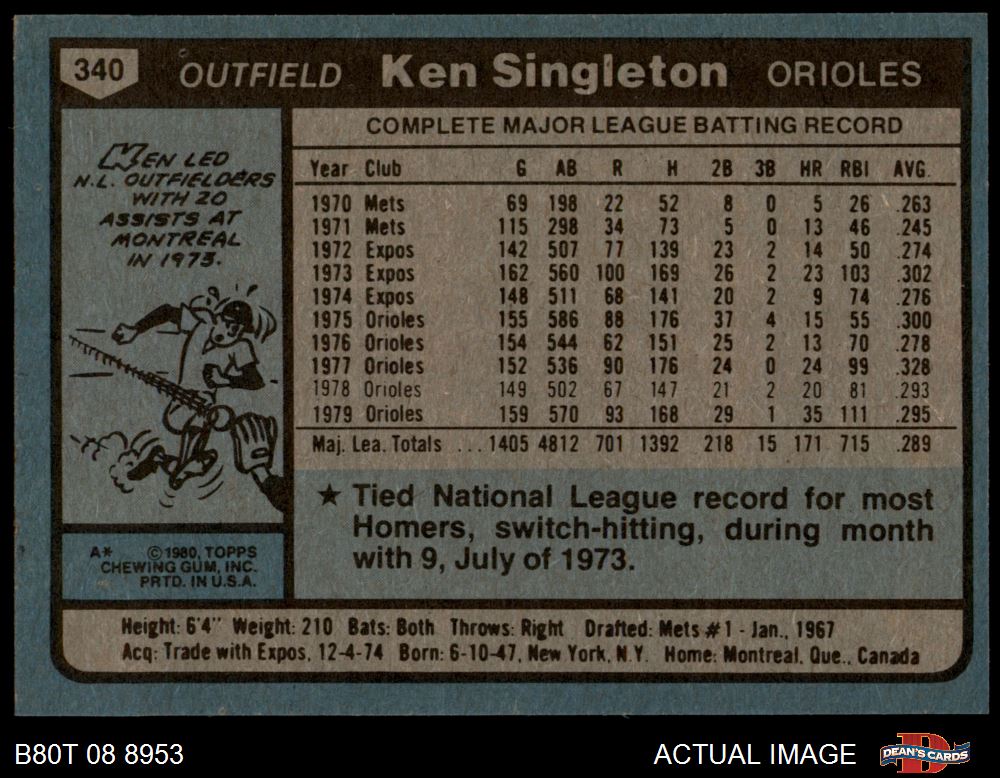 340 OUTFIELD Ken Singleton ORIOLES
KEN LED
N.L. OUTFIELDERS
WITH 20
ASSISTS AT
MONTREAL
IN 1973.
A* ©1980, TOPPS
CHEWING GUM, INC.
PRTD. IN U.S.A.
COMPLETE MAJOR LEAGUE BATTING RECORD
Year Club G AB R H 2B 3B HR RBI AVG.
1970 Mets 69 198 22 52 8 0 5 26 .263
1971 Mets 115 298 34 73 5 0 13 46 .245
1972 Expos 142 507 77 139 23 2 14 50 .274
1973 Expos 162 560 100 169 26 2 23 103 .302
1974 Expos 148 511 68 141 20 2 9 74 .276
1975 Orioles 155 586 88 176 37 4 15 55 .300
1976 Orioles 154 544 62 151 25 2 13 70 .278
1977 Orioles 152 536 90 176 24 0 24 99 .328
1978 Orioles 149 502 67 147 21 2 20 81 .293
1979 Orioles 159 570 93 168 29 1 35 111 .295
Maj. Lea. Totals ... 1405 4812 701 1392 218 15 171 715 .289
★ Tied National League record for most
Homers, switch-hitting, during month
with 9, July of 1973.
Height: 6'4" Weight: 210 Bats: Both Throws: Right Drafted: Mets #1 - Jan., 1967
Acq: Trade with Expos, 12-4-74 Born: 6-10-47, New York, N.Y. Home: Montreal, Que., Canada
B80T 08 8953 ACTUAL IMAGE D DEAN'S CARDS